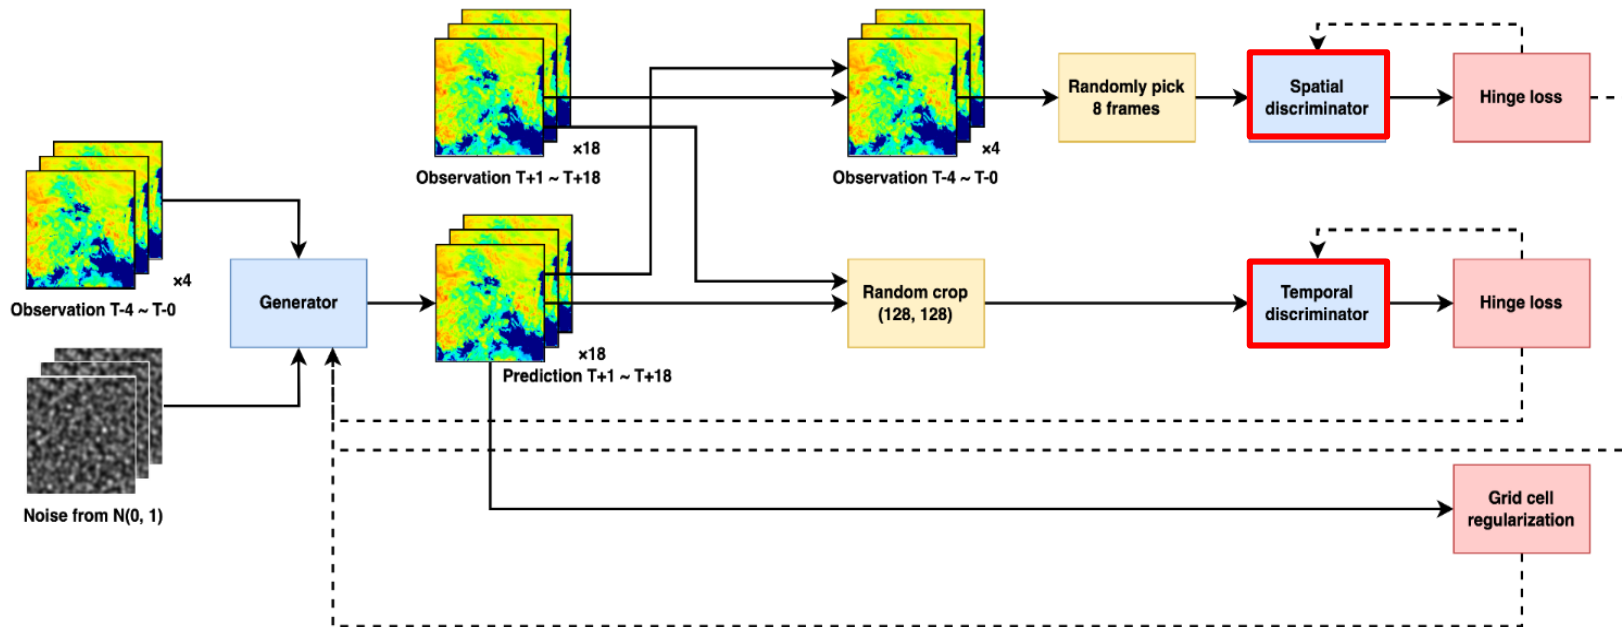 ×18
Observation T+1 ~ T+18
×4
Observation T-4 ~ T-0
Randomly pick
8 frames
Spatial
discriminator
Hinge loss
×4
Observation T-4 ~ T-0
Generator
×18
Prediction T+1 ~ T+18
Random crop
(128, 128)
Temporal
discriminator
Hinge loss
Noise from N(0, 1)
Grid cell
regularization